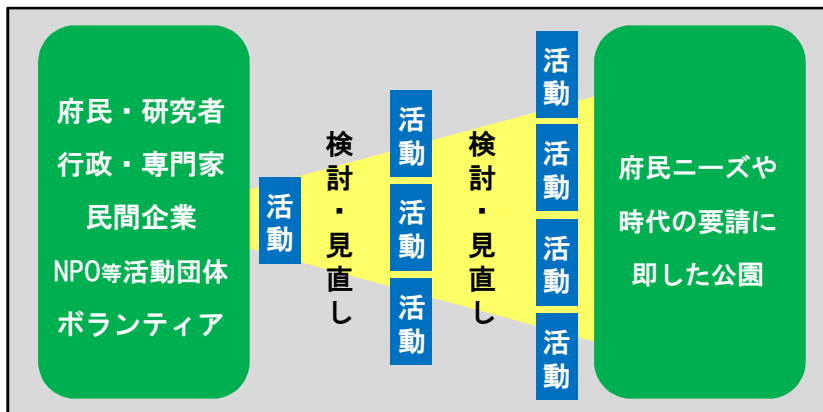 府民・研究者
行政・専門家
民間企業
NPO等活動団体
ボランティア
活動
検討・見直し
活動
活動
活動
検討・見直し
活動
活動
活動
活動
府民ニーズや
時代の要請に
即した公園